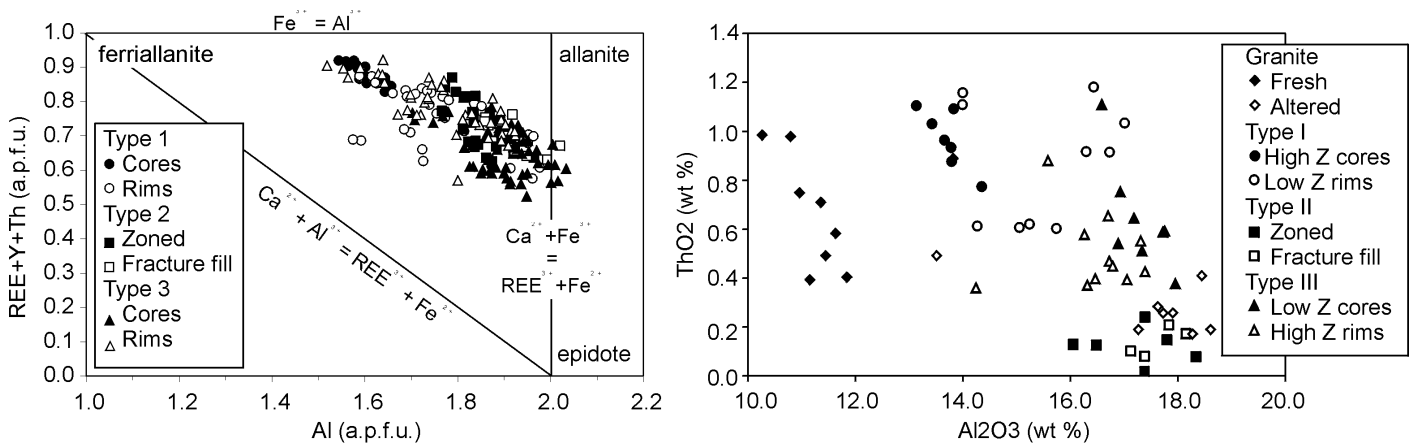 Fe³⁺ = Al³⁺
1.0
0.9
0.8
0.7
0.6
0.5
0.4
0.3
0.2
0.1
0.0
REE+Y+Th (a.p.f.u.)
ferriallanite
allanite
epidote
Type 1
Cores
Rims
Type 2
Zoned
Fracture fill
Type 3
Cores
Rims
Ca²⁺ + Al³⁺ = REE³⁺ + Fe²⁺
Ca²⁺+Fe³⁺
=
REE³⁺+Fe²⁺
1.0 1.2 1.4 1.6 1.8 2.0 2.2
Al (a.p.f.u.)
1.4
1.2
1.0
0.8
0.6
0.4
0.2
0.0
ThO2 (wt %)
Granite
Fresh
Altered
Type I
High Z cores
Low Z rims
Type II
Zoned
Fracture fill
Type III
Low Z cores
High Z rims
10.0 12.0 14.0 16.0 18.0 20.0
Al2O3 (wt %)